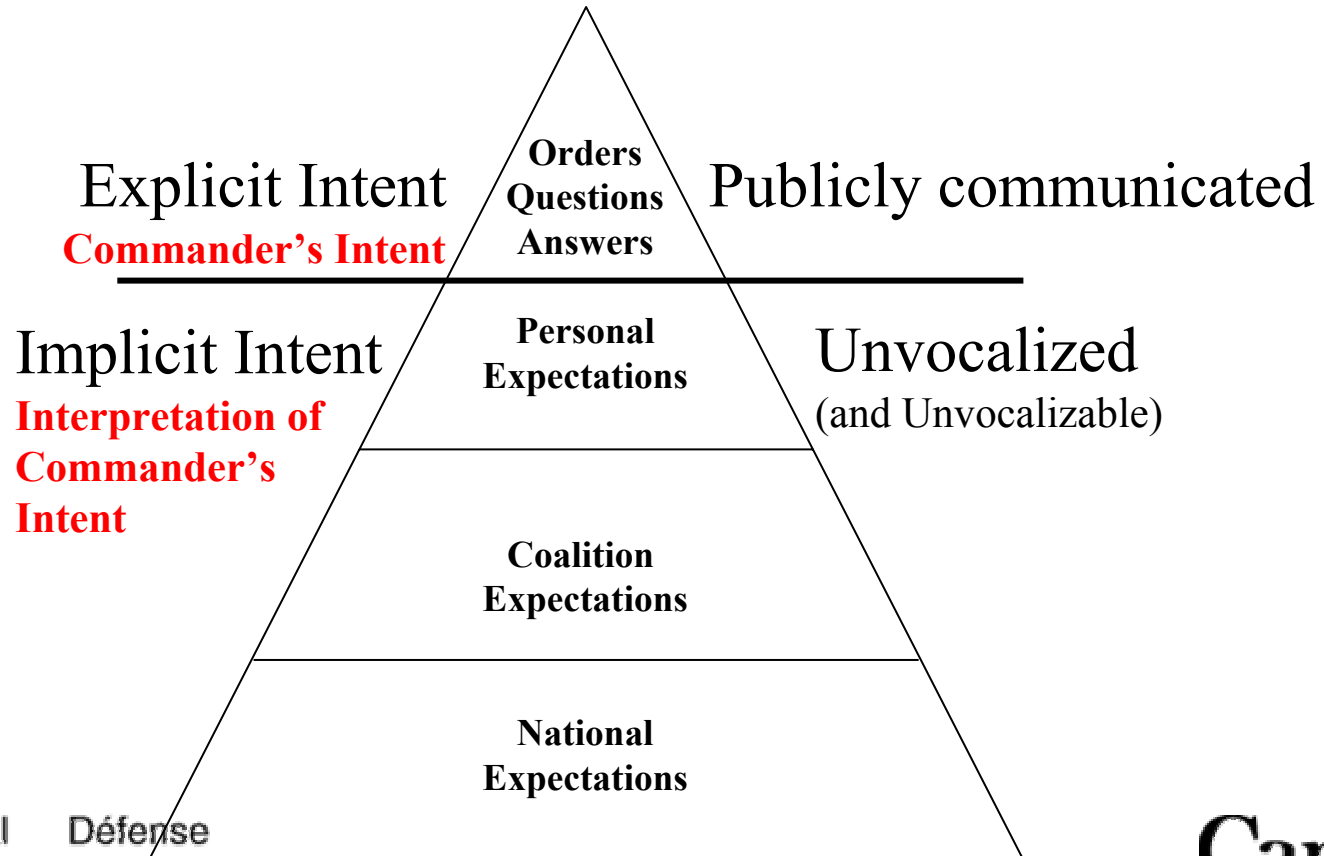 Orders
Questions
Answers
Explicit Intent
Commander’s Intent
Publicly communicated
Personal
Expectations
Implicit Intent
Interpretation of
Commander’s
Intent
Unvocalized
(and Unvocalizable)
Coalition
Expectations
National
Expectations
Défense